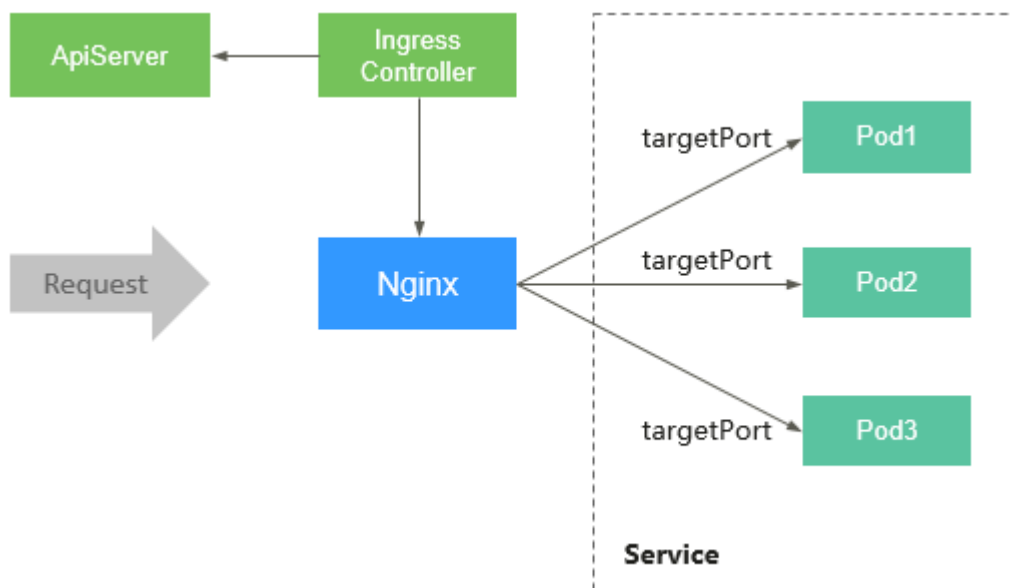 ApiServer
Ingress
Controller
targetPort
Pod1
Request
Nginx
targetPort
Pod2
targetPort
Pod3
Service